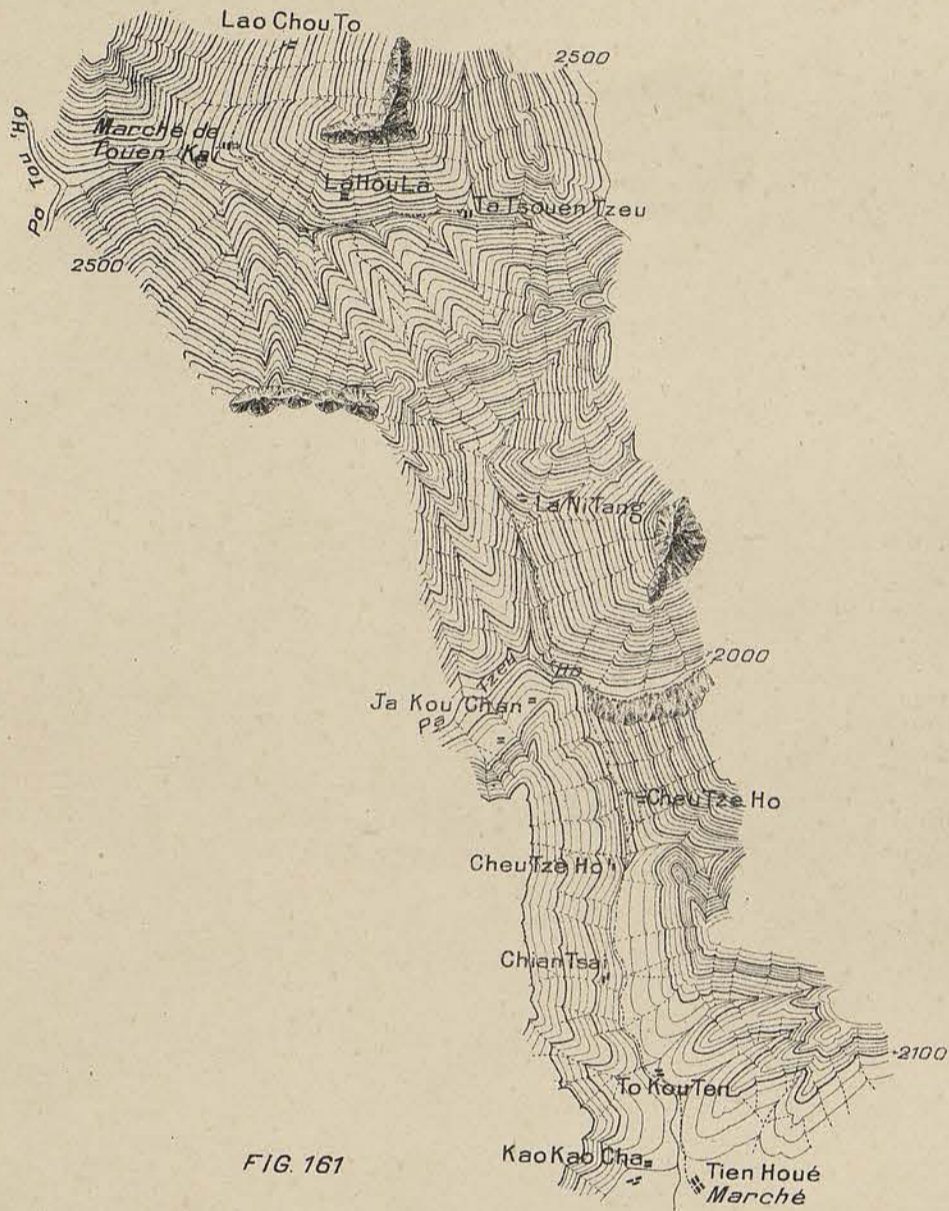 Lao Chou To
2500
Marché de
Touen Kaï
Po Tou Ho
La Hou La
Ta Tsouen Tzeu
2500
La Ni Tang
2000
Pa Tzeu Ho
Ja Kou Chan
Cheu Tze Ho
Cheu Tze Ho
Chian Tsai
2100
To Kou Ten
Kao Kao Cha
Tien Houé
Marché
FIG. 161